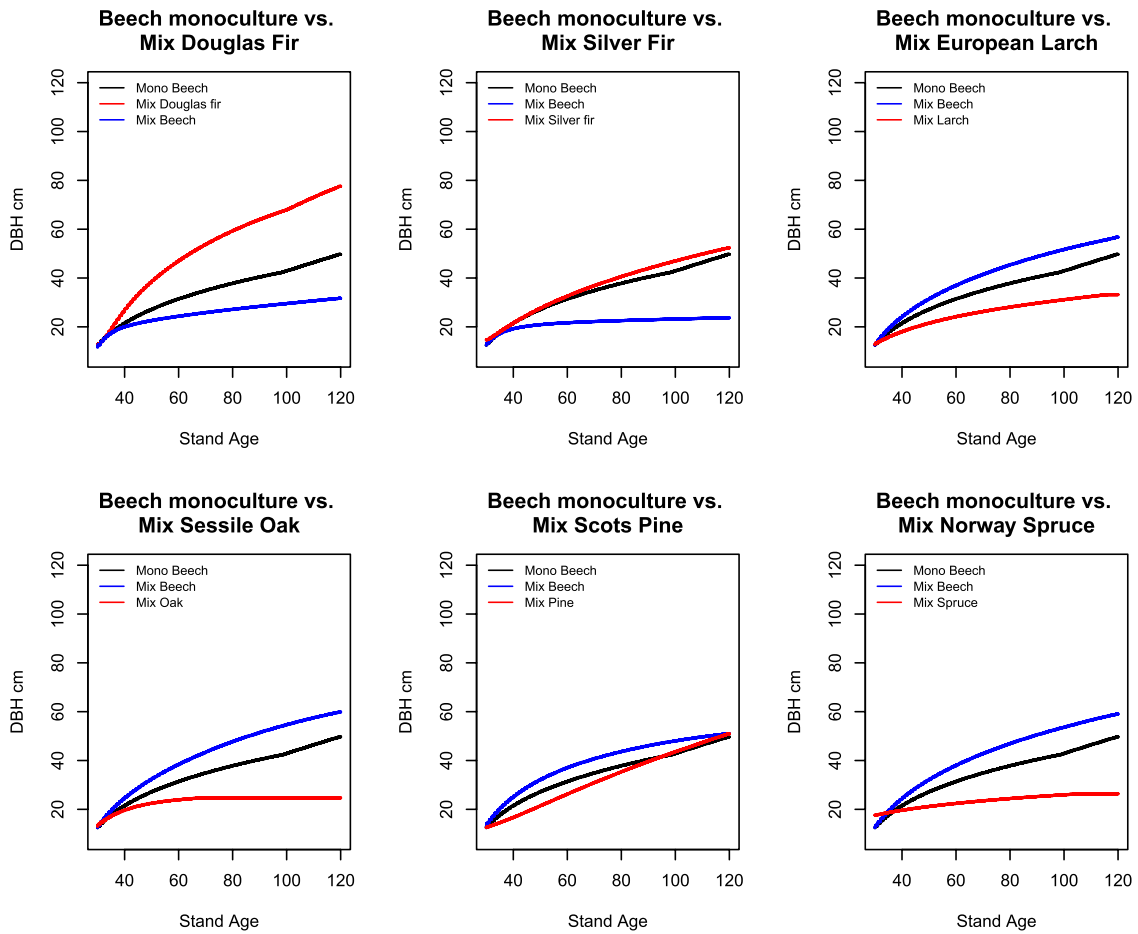 Beech monoculture vs.
Mix Douglas Fir
Mono Beech
Mix Douglas fir
Mix Beech
DBH cm
20
40
60
80
100
120
40
60
80
100
120
Stand Age
Beech monoculture vs.
Mix Silver Fir
Mono Beech
Mix Beech
Mix Silver fir
DBH cm
20
40
60
80
100
120
40
60
80
100
120
Stand Age
Beech monoculture vs.
Mix European Larch
Mono Beech
Mix Beech
Mix Larch
DBH cm
20
40
60
80
100
120
40
60
80
100
120
Stand Age
Beech monoculture vs.
Mix Sessile Oak
Mono Beech
Mix Beech
Mix Oak
DBH cm
20
40
60
80
100
120
40
60
80
100
120
Stand Age
Beech monoculture vs.
Mix Scots Pine
Mono Beech
Mix Beech
Mix Pine
DBH cm
20
40
60
80
100
120
40
60
80
100
120
Stand Age
Beech monoculture vs.
Mix Norway Spruce
Mono Beech
Mix Beech
Mix Spruce
DBH cm
20
40
60
80
100
120
40
60
80
100
120
Stand Age